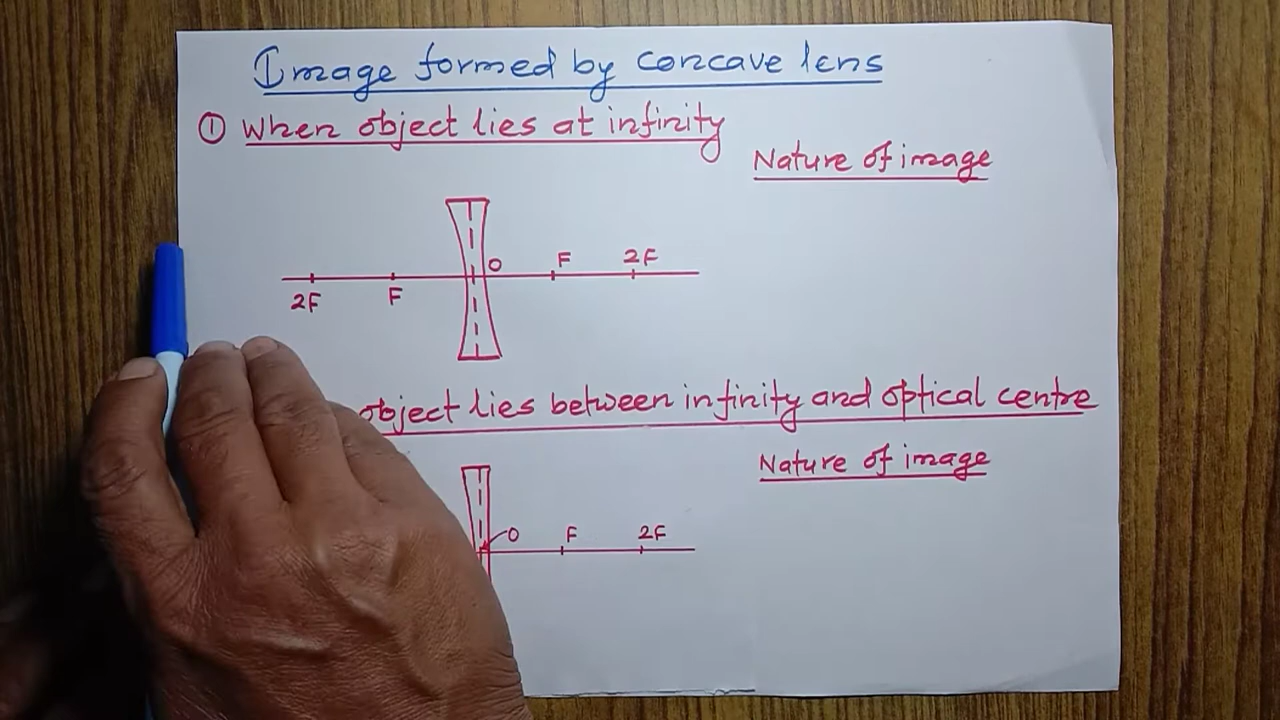 Image formed by concave lens
① When object lies at infinity
Nature of image
O F 2F
2F F
object lies between infinity and optical centre
Nature of image
O F 2F